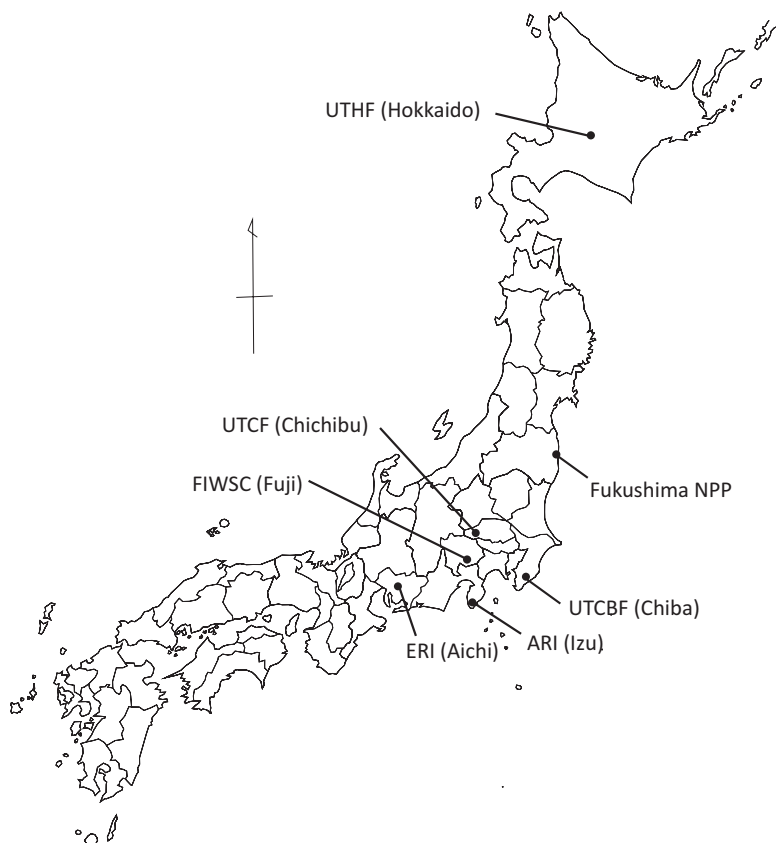 UTHF (Hokkaido)
UTCF (Chichibu)
FIWSC (Fuji)
Fukushima NPP
UTCBF (Chiba)
ARI (Izu)
ERI (Aichi)